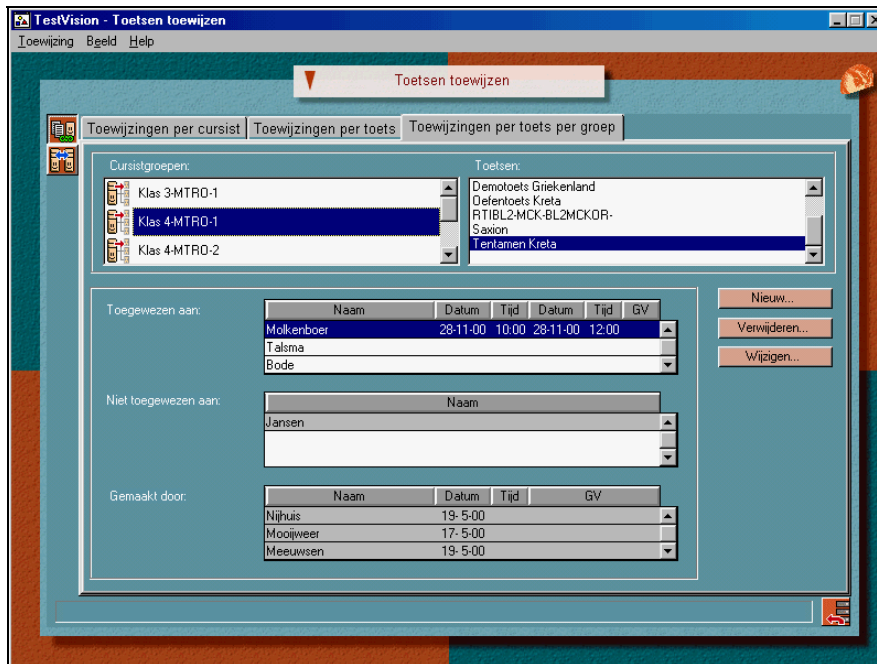 TestVision - Toetsen toewijzen
Toewijzing Beeld Help
Toetsen toewijzen
Toewijzingen per cursist Toewijzingen per toets Toewijzingen per toets per groep
Cursistgroepen:
Klas 3-MTRO-1
Klas 4-MTRO-1
Klas 4-MTRO-2
Toetsen:
Demotoets Griekenland
Oefentoets Kreta
RTIBL2-MCK-BL2MCKOR-
Saxion
Tentamen Kreta
Toegewezen aan:
Naam Datum Tijd Datum Tijd GV
Molkenboer 28-11-00 10:00 28-11-00 12:00
Talsma
Bode
Nieuw...
Verwijderen...
Wijzigen...
Niet toegewezen aan:
Naam
Jansen
Gemaakt door:
Naam Datum Tijd GV
Nijhuis 19- 5-00
Mooijweer 17- 5-00
Meeuwsen 19- 5-00